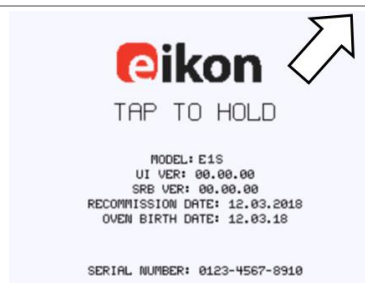 eikon
TAP TO HOLD
MODEL: E1S
UI VER: 00.00.00
SRB VER: 00.00.00
RECOMMISSION DATE: 12.03.2018
OVEN BIRTH DATE: 12.03.18
SERIAL NUMBER: 0123-4567-8910